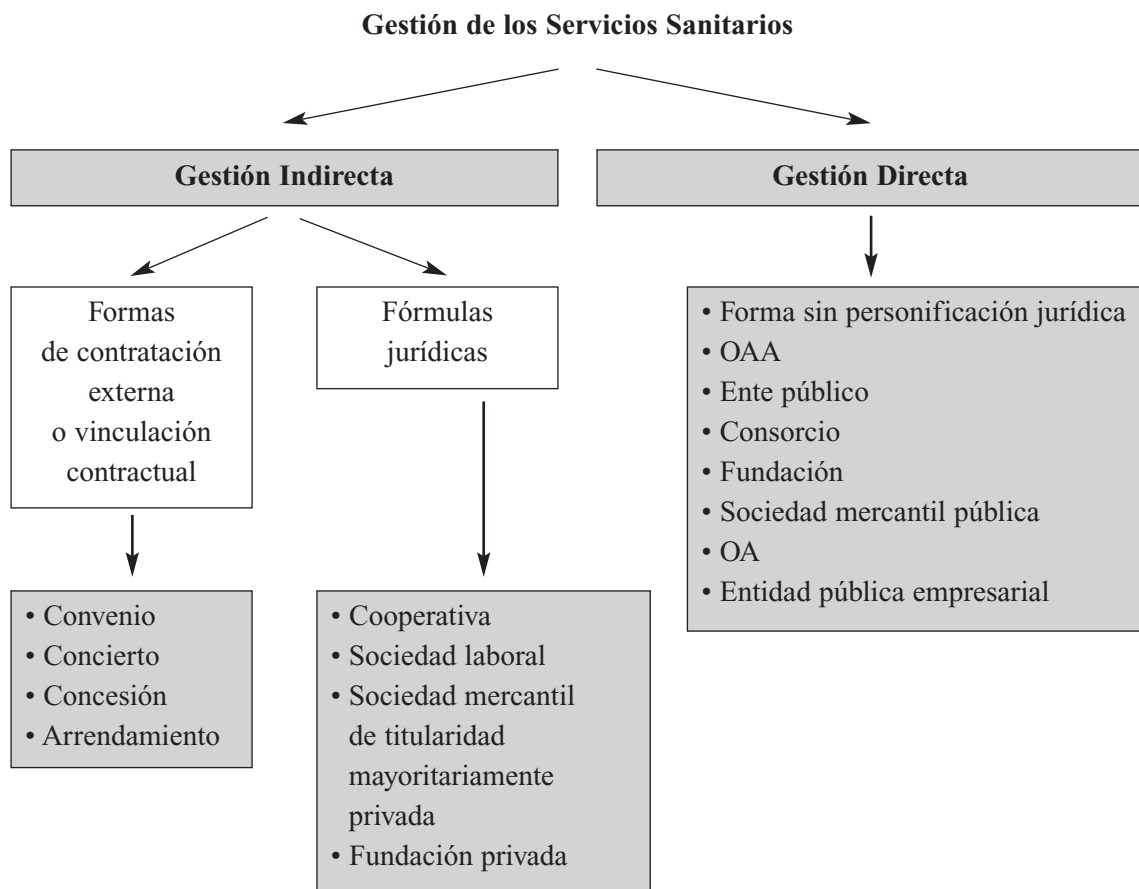 Gestión de los Servicios Sanitarios
Gestión Indirecta
Gestión Directa
Formas
de contratación
externa
o vinculación
contractual
Fórmulas
jurídicas
• Convenio
• Concierto
• Concesión
• Arrendamiento
• Cooperativa
• Sociedad laboral
• Sociedad mercantil
de titularidad
mayoritariamente
privada
• Fundación privada
• Forma sin personificación jurídica
• OAA
• Ente público
• Consorcio
• Fundación
• Sociedad mercantil pública
• OA
• Entidad pública empresarial